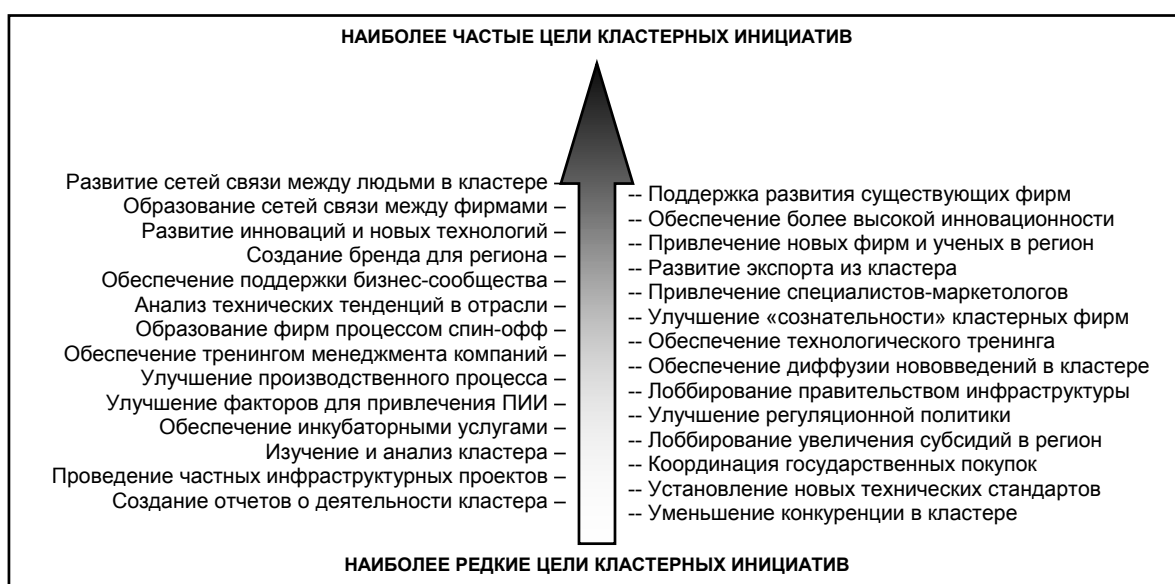 НАИБОЛЕЕ ЧАСТЫЕ ЦЕЛИ КЛАСТЕРНЫХ ИНИЦИАТИВ
Развитие сетей связи между людьми в кластере –
Образование сетей связи между фирмами –
Развитие инноваций и новых технологий –
Создание бренда для региона –
Обеспечение поддержки бизнес-сообщества –
Анализ технических тенденций в отрасли –
Образование фирм процессом спин-офф –
Обеспечение тренингом менеджмента компаний –
Улучшение производственного процесса –
Улучшение факторов для привлечения ПИИ –
Обеспечение инкубаторными услугами –
Изучение и анализ кластера –
Проведение частных инфраструктурных проектов –
Создание отчетов о деятельности кластера –
-- Поддержка развития существующих фирм
-- Обеспечение более высокой инновационности
-- Привлечение новых фирм и ученых в регион
-- Развитие экспорта из кластера
-- Привлечение специалистов-маркетологов
-- Улучшение «сознательности» кластерных фирм
-- Обеспечение технологического тренинга
-- Обеспечение диффузии нововведений в кластере
-- Лоббирование правительством инфраструктуры
-- Улучшение регуляционной политики
-- Лоббирование увеличения субсидий в регион
-- Координация государственных покупок
-- Установление новых технических стандартов
-- Уменьшение конкуренции в кластере
НАИБОЛЕЕ РЕДКИЕ ЦЕЛИ КЛАСТЕРНЫХ ИНИЦИАТИВ